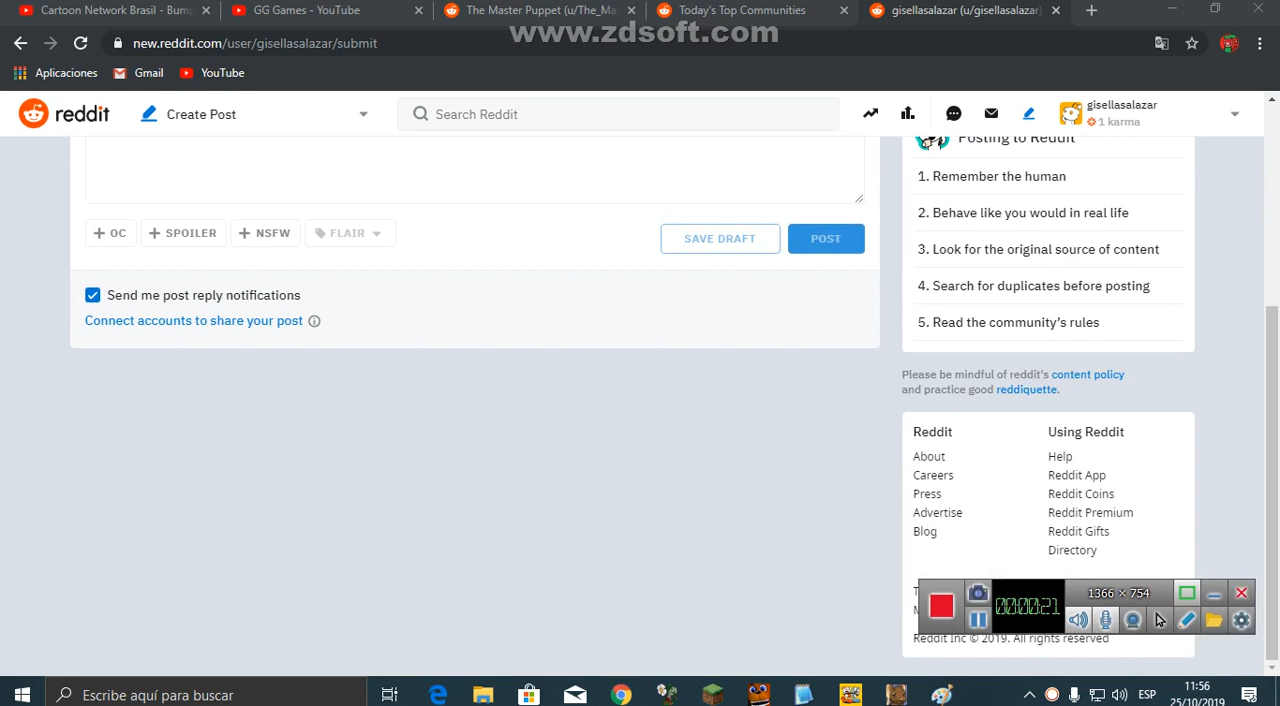 Cartoon Network Brasil - Bump
GG Games - YouTube
The Master Puppet (u/The_Ma
Today's Top Communities
gisellasalazar (u/gisellasalazar)
www.zdsoft.com
new.reddit.com/user/gisellasalazar/submit
Aplicaciones
Gmail
YouTube
reddit
Create Post
Search Reddit
gisellasalazar
1 karma
Posting to Reddit
1. Remember the human
2. Behave like you would in real life
3. Look for the original source of content
4. Search for duplicates before posting
5. Read the community's rules
+ OC
+ SPOILER
+ NSFW
FLAIR
SAVE DRAFT
POST
Send me post reply notifications
Connect accounts to share your post
Please be mindful of reddit's content policy
and practice good reddiquette.
Reddit
About
Careers
Press
Advertise
Blog
Using Reddit
Help
Reddit App
Reddit Coins
Reddit Premium
Reddit Gifts
Directory
00:00:21
1366 × 754
Reddit Inc © 2019. All rights reserved
Escribe aquí para buscar
ESP
11:56
25/10/2019